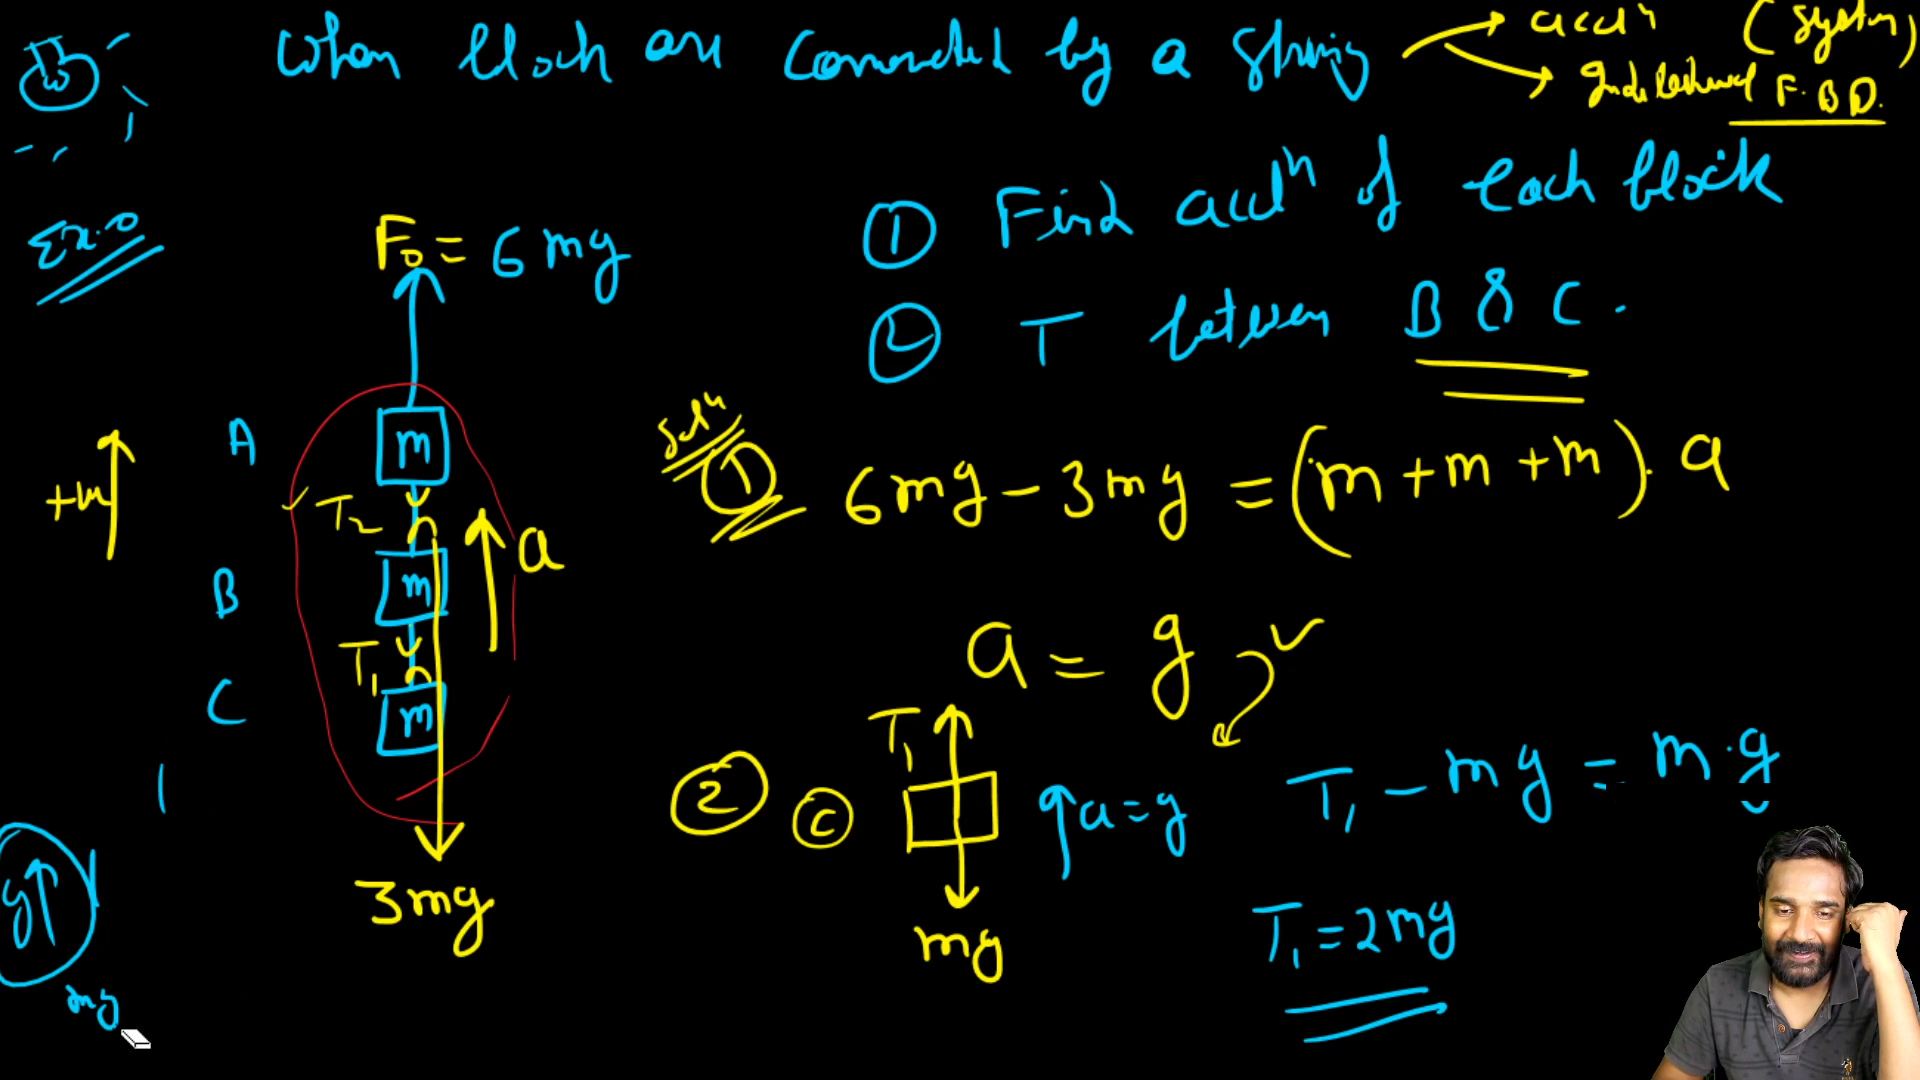 When block are connected by a string
accⁿ (system)
F.B.D.
Ex.0
F₀ = 6mg
① Find accⁿ of each block
② T between B & C.
A
m
+ve
T₂
B
m
a
T₁
C
m
3mg
Solⁿ
① 6mg - 3mg = (m + m + m). a
a = g
② Ⓒ
T₁
a = g
mg
T₁ - mg = m.g
T₁ = 2mg
g
mg